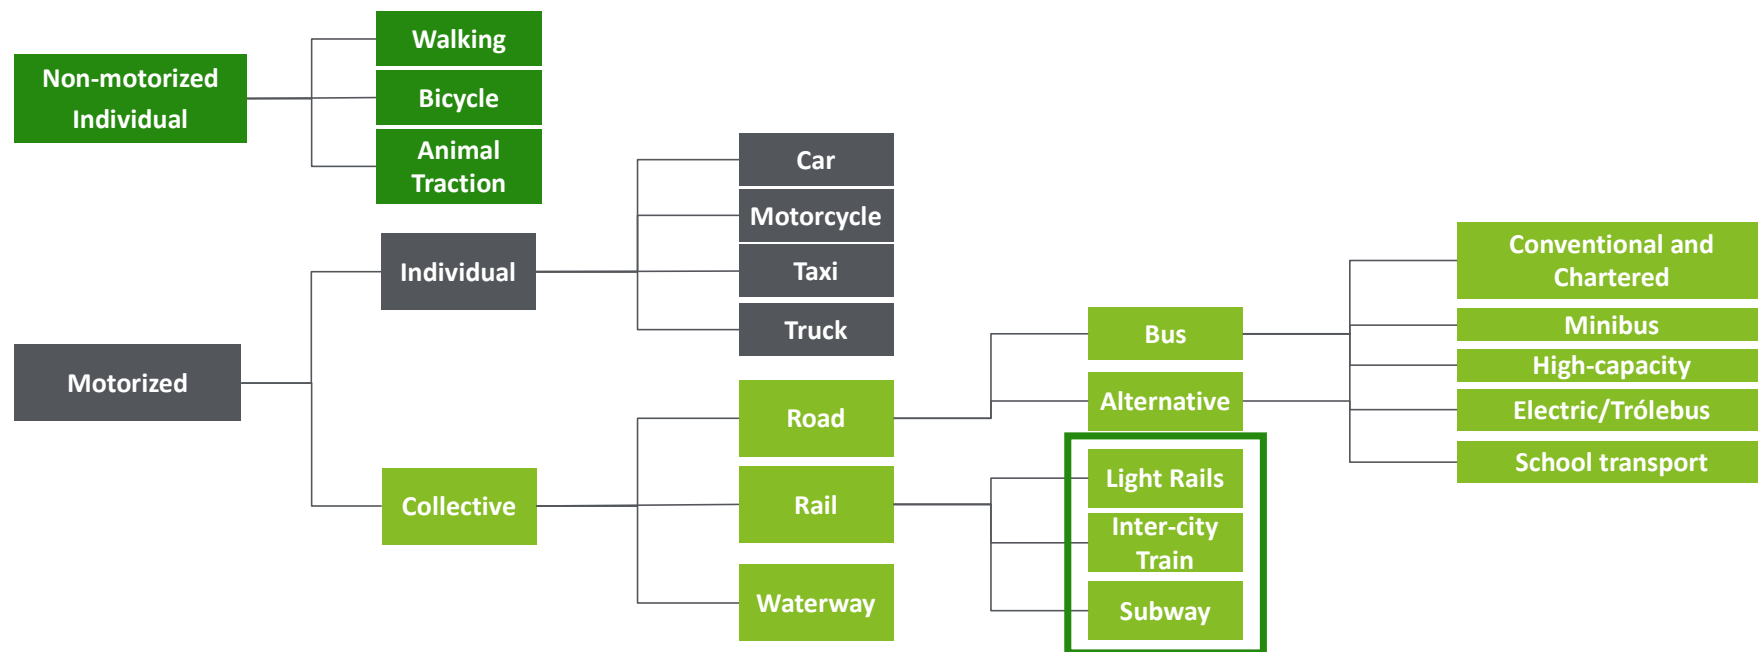 Non-motorized
Individual
Walking
Bicycle
Animal
Traction
Motorized
Individual
Car
Motorcycle
Taxi
Truck
Collective
Road
Rail
Waterway
Bus
Alternative
Light Rails
Inter-city
Train
Subway
Conventional and
Chartered
Minibus
High-capacity
Electric/Trólebus
School transport